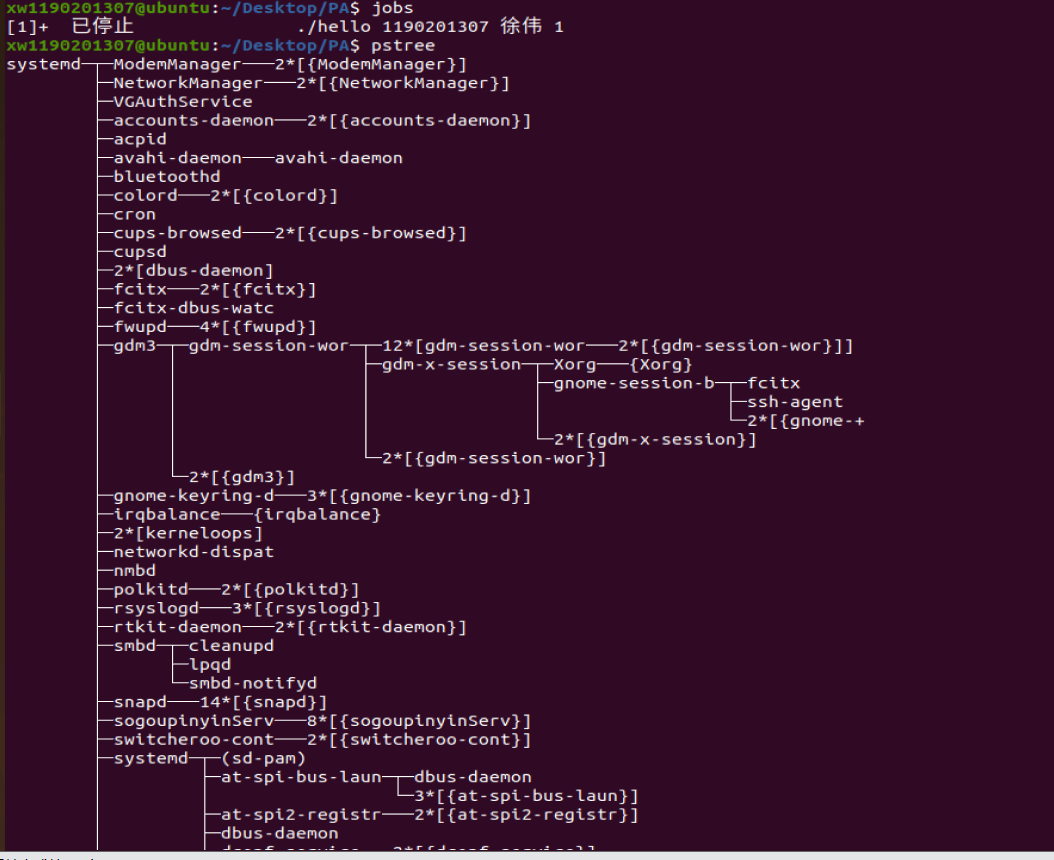 xw1190201307@ubuntu:~/Desktop/PA$ jobs
[1]+  已停止               ./hello 1190201307 徐伟 1
xw1190201307@ubuntu:~/Desktop/PA$ pstree
systemd─┬─ModemManager───2*[{ModemManager}]
        ├─NetworkManager───2*[{NetworkManager}]
        ├─VGAuthService
        ├─accounts-daemon───2*[{accounts-daemon}]
        ├─acpid
        ├─avahi-daemon───avahi-daemon
        ├─bluetoothd
        ├─colord───2*[{colord}]
        ├─cron
        ├─cups-browsed───2*[{cups-browsed}]
        ├─cupsd
        ├─2*[dbus-daemon]
        ├─fcitx───2*[{fcitx}]
        ├─fcitx-dbus-watc
        ├─fwupd───4*[{fwupd}]
        ├─gdm3─┬─gdm-session-wor─┬─12*[gdm-session-wor───2*[{gdm-session-wor}]]
        │      │                 ├─gdm-x-session─┬─Xorg───{Xorg}
        │      │                 │               ├─gnome-session-b─┬─fcitx
        │      │                 │               │                 ├─ssh-agent
        │      │                 │               │                 └─2*[{gnome-+
        │      │                 │               └─2*[{gdm-x-session}]
        │      │                 └─2*[{gdm-session-wor}]
        │      └─2*[{gdm3}]
        ├─gnome-keyring-d───3*[{gnome-keyring-d}]
        ├─irqbalance───{irqbalance}
        ├─2*[kerneloops]
        ├─networkd-dispat
        ├─nmbd
        ├─polkitd───2*[{polkitd}]
        ├─rsyslogd───3*[{rsyslogd}]
        ├─rtkit-daemon───2*[{rtkit-daemon}]
        ├─smbd─┬─cleanupd
        │      ├─lpqd
        │      └─smbd-notifyd
        ├─snapd───14*[{snapd}]
        ├─sogoupinyinServ───8*[{sogoupinyinServ}]
        ├─switcheroo-cont───2*[{switcheroo-cont}]
        ├─systemd─┬─(sd-pam)
        │         ├─at-spi-bus-laun─┬─dbus-daemon
        │         │                 └─3*[{at-spi-bus-laun}]
        │         ├─at-spi2-registr───2*[{at-spi2-registr}]
        │         ├─dbus-daemon